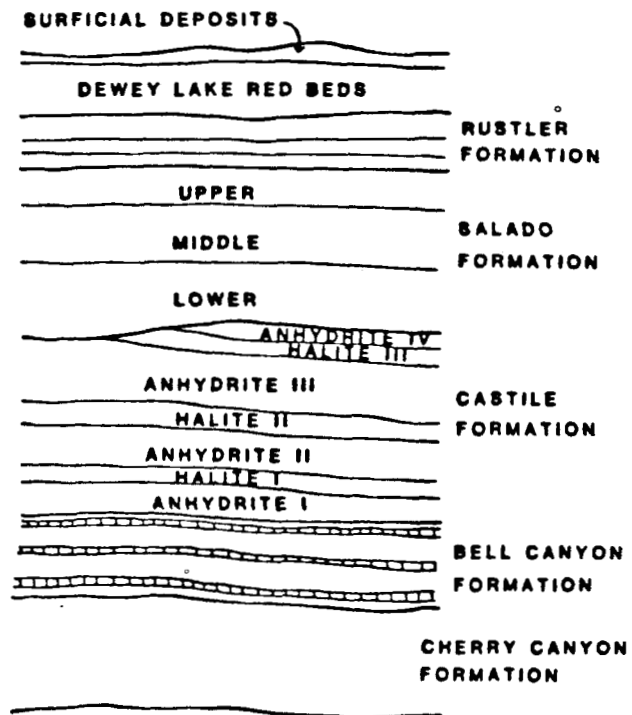 SURFICIAL DEPOSITS
DEWEY LAKE RED BEDS
RUSTLER
FORMATION
UPPER
SALADO
MIDDLE
FORMATION
LOWER
ANHYDRITE IV
HALITE III
ANHYDRITE III
CASTILE
HALITE II
FORMATION
ANHYDRITE II
HALITE I
ANHYDRITE I
BELL CANYON
FORMATION
CHERRY CANYON
FORMATION